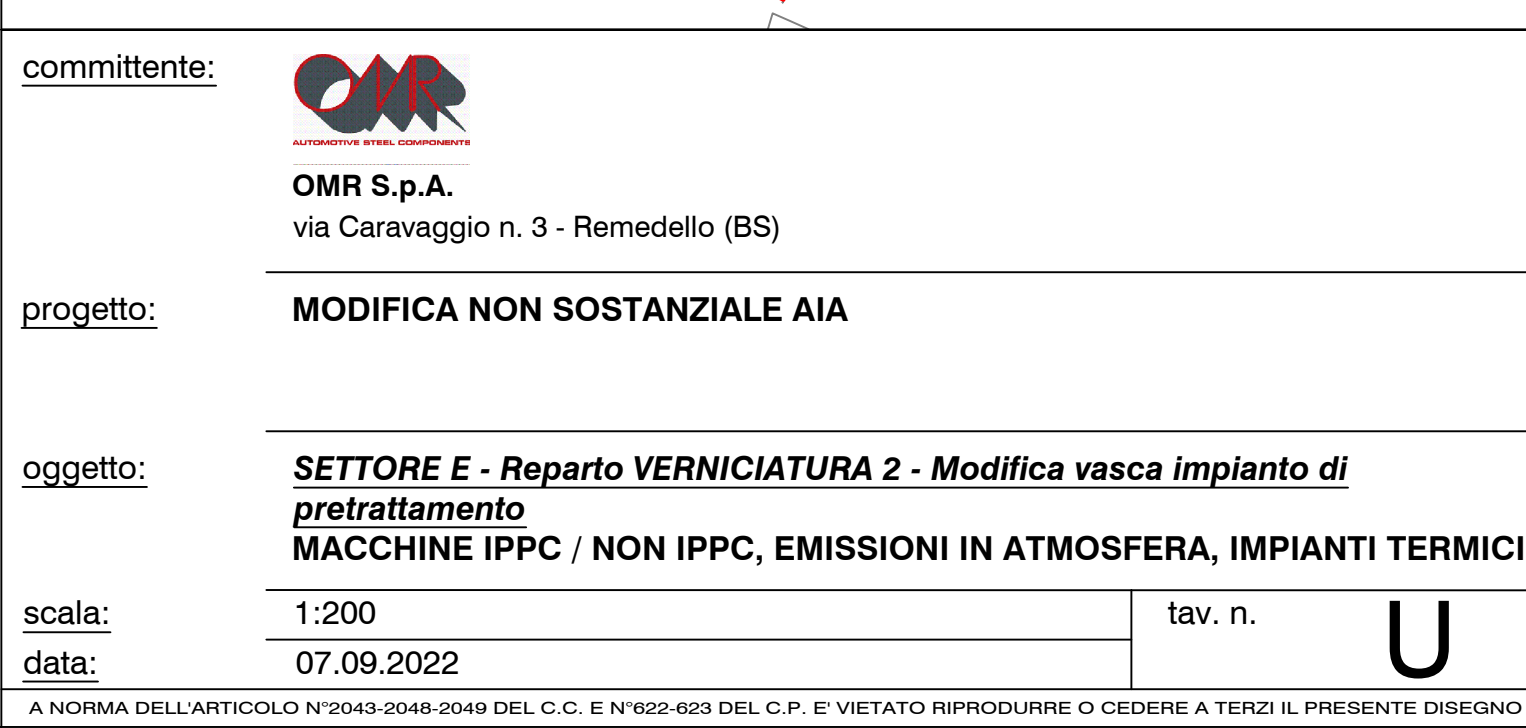 committente:
OMR
AUTOMOTIVE STEEL COMPONENTS
OMR S.p.A.
via Caravaggio n. 3 - Remedello (BS)
progetto:
MODIFICA NON SOSTANZIALE AIA
oggetto:
SETTORE E - Reparto VERNICIATURA 2 - Modifica vasca impianto di
pretrattamento
MACCHINE IPPC / NON IPPC, EMISSIONI IN ATMOSFERA, IMPIANTI TERMICI
scala:
1:200
tav. n.
U
data:
07.09.2022
A NORMA DELL'ARTICOLO N°2043-2048-2049 DEL C.C. E N°622-623 DEL C.P. E' VIETATO RIPRODURRE O CEDERE A TERZI IL PRESENTE DISEGNO